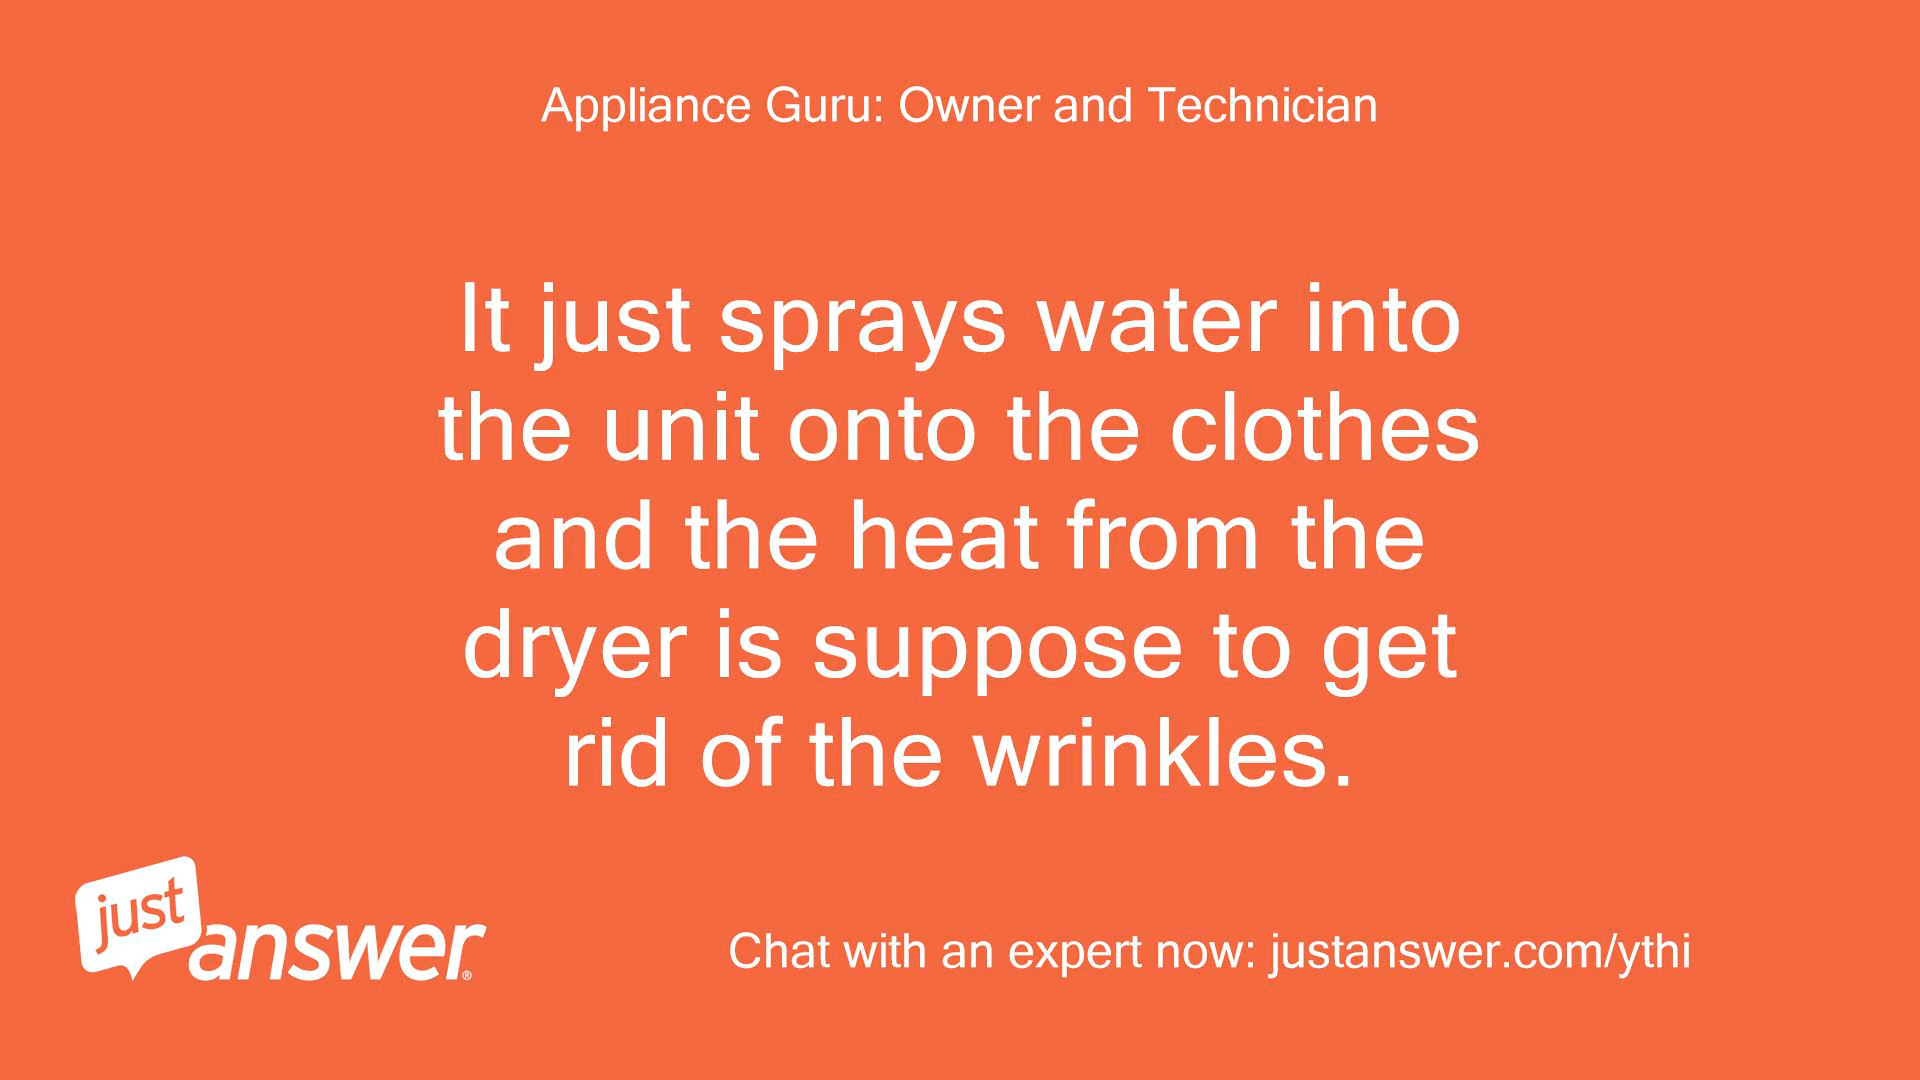 Appliance Guru: Owner and Technician
It just sprays water into
the unit onto the clothes
and the heat from the
dryer is suppose to get
rid of the wrinkles.
just
answer®
Chat with an expert now: justanswer.com/ythi